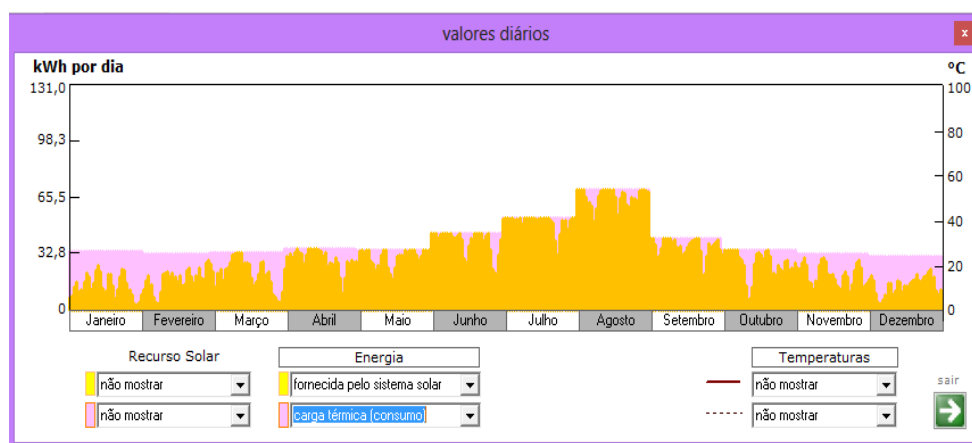 valores diários
x
kWh por dia
ºC
131,0
98,3
65,5
32,8
0
100
80
60
40
20
0
Janeiro Fevereiro Março Abril Maio Junho Julho Agosto Setembro Outubro Novembro Dezembro
Recurso Solar Energia Temperaturas
não mostrar fornecida pelo sistema solar não mostrar
não mostrar carga térmica (consumo) não mostrar
sair